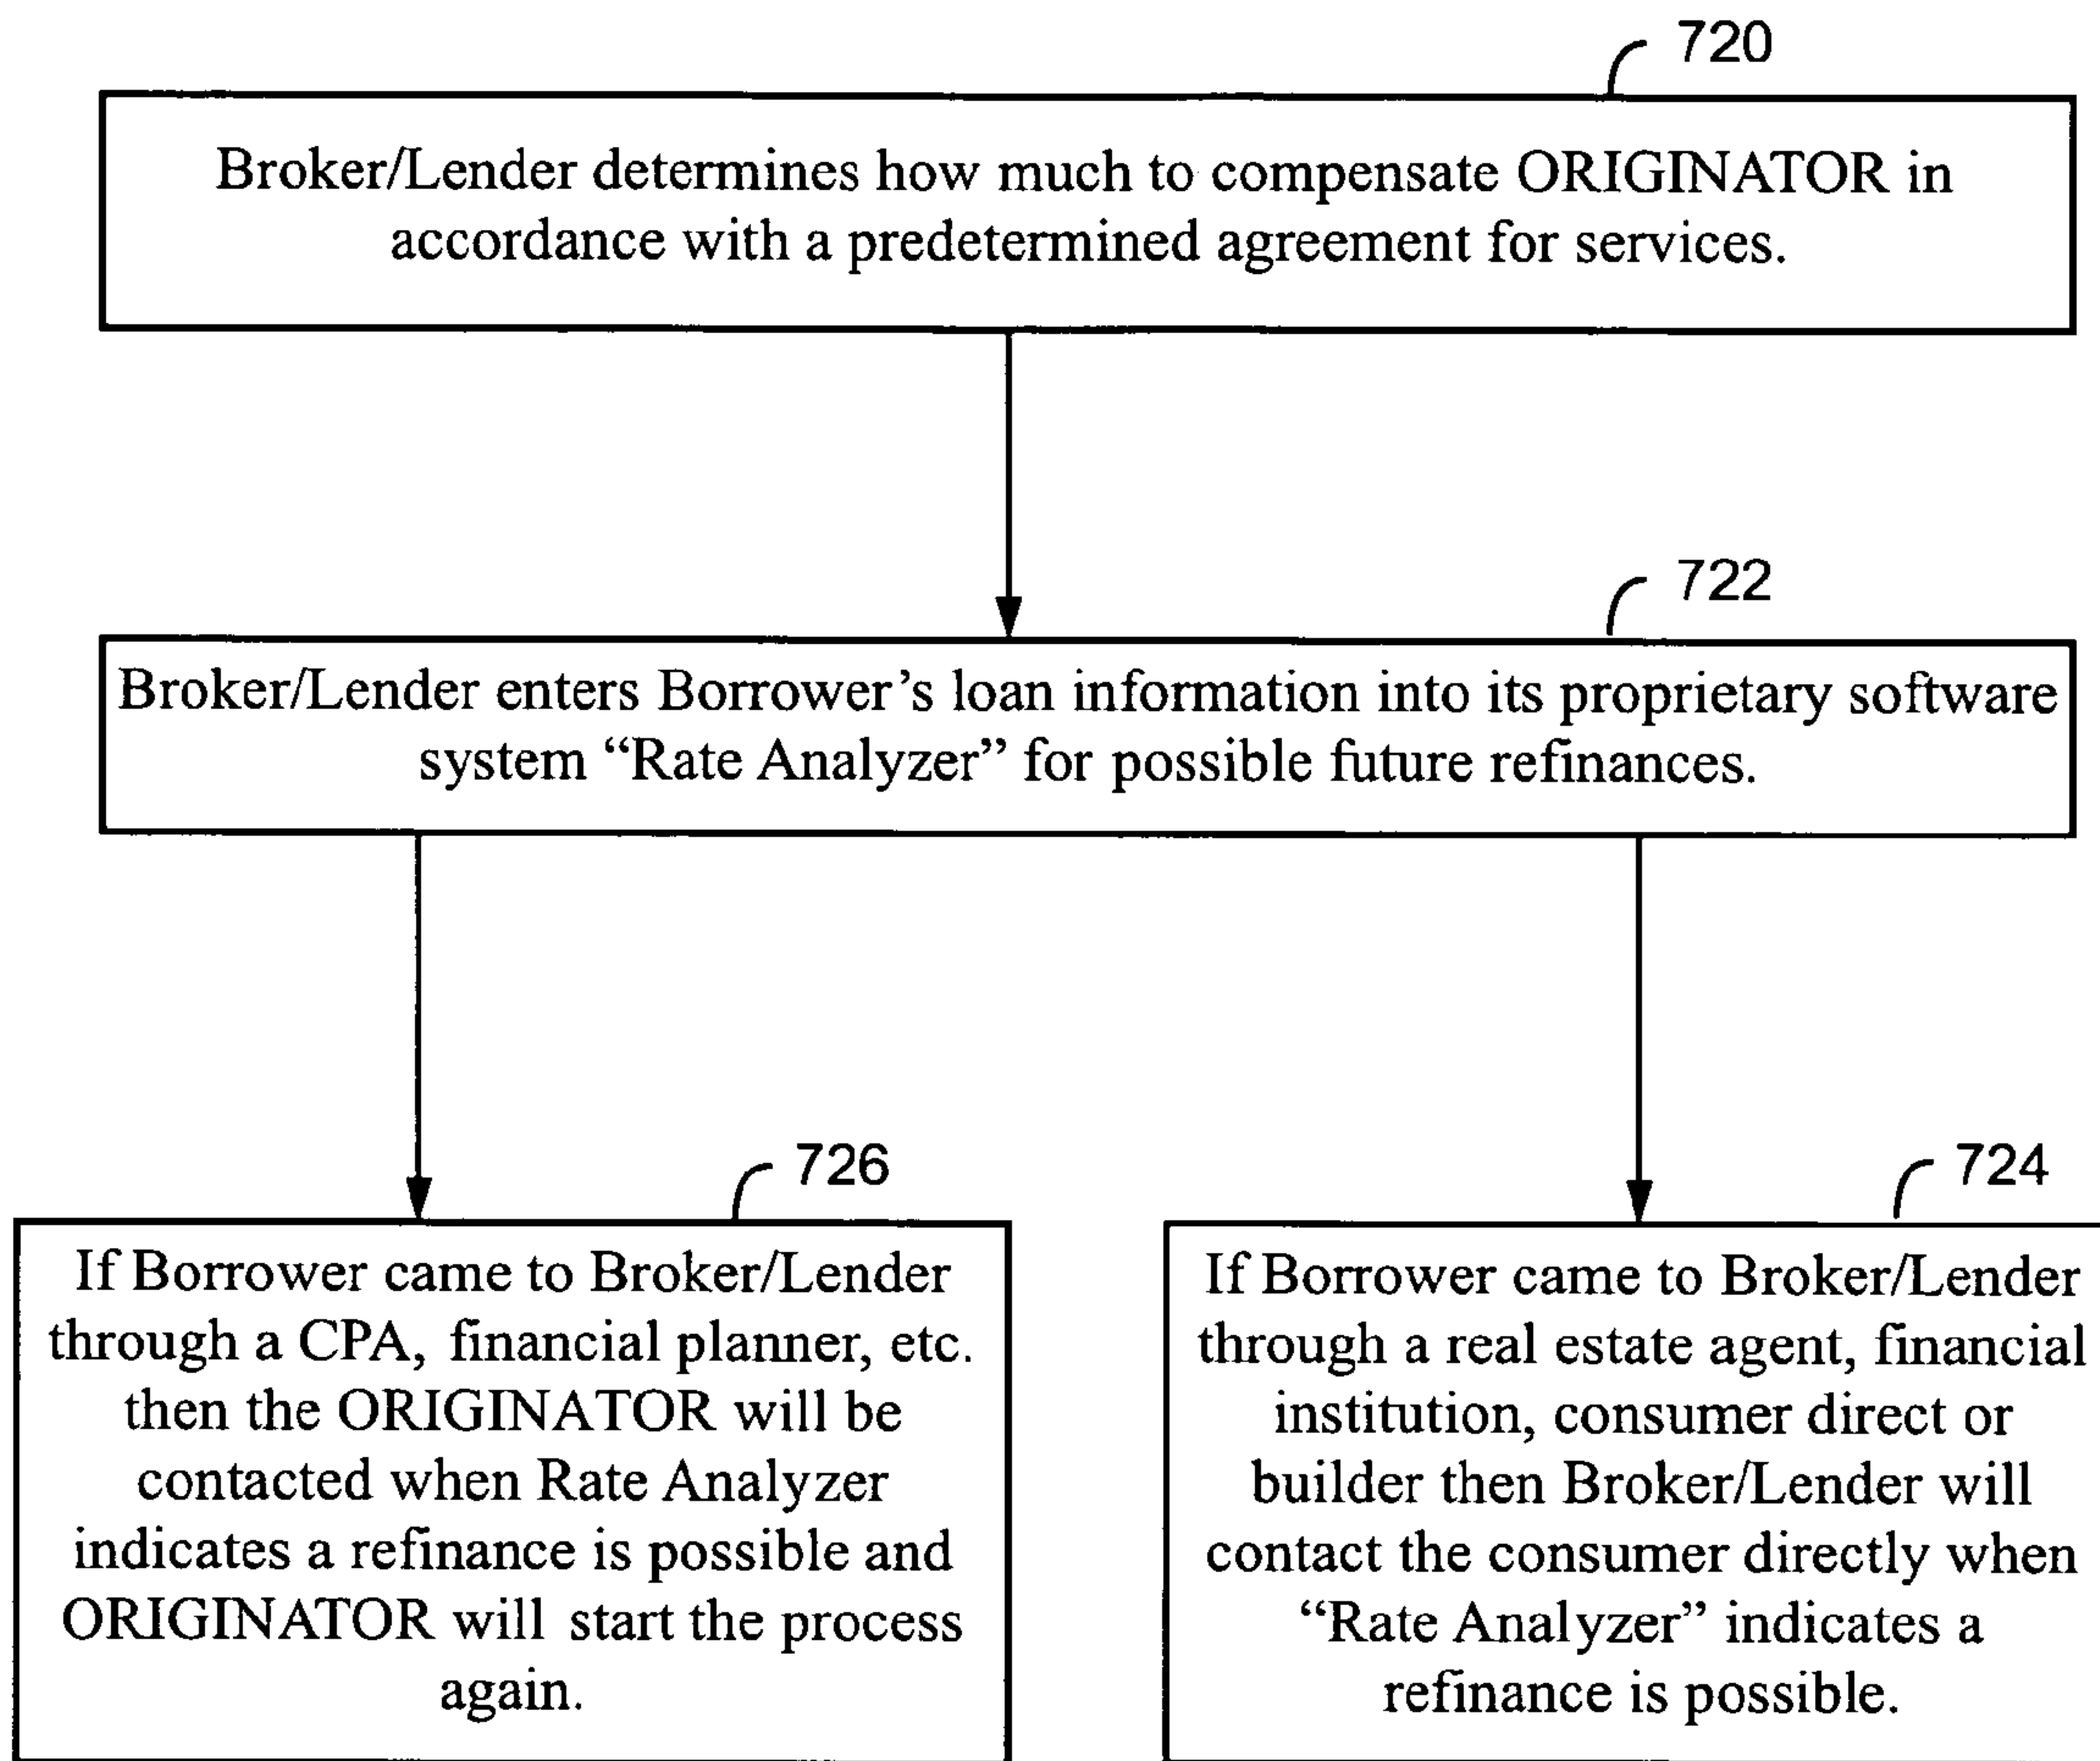 720
Broker/Lender determines how much to compensate ORIGINATOR in
accordance with a predetermined agreement for services.
722
Broker/Lender enters Borrower’s loan information into its proprietary software
system “Rate Analyzer” for possible future refinances.
726
If Borrower came to Broker/Lender
through a CPA, financial planner, etc.
then the ORIGINATOR will be
contacted when Rate Analyzer
indicates a refinance is possible and
ORIGINATOR will start the process
again.
724
If Borrower came to Broker/Lender
through a real estate agent, financial
institution, consumer direct or
builder then Broker/Lender will
contact the consumer directly when
“Rate Analyzer” indicates a
refinance is possible.